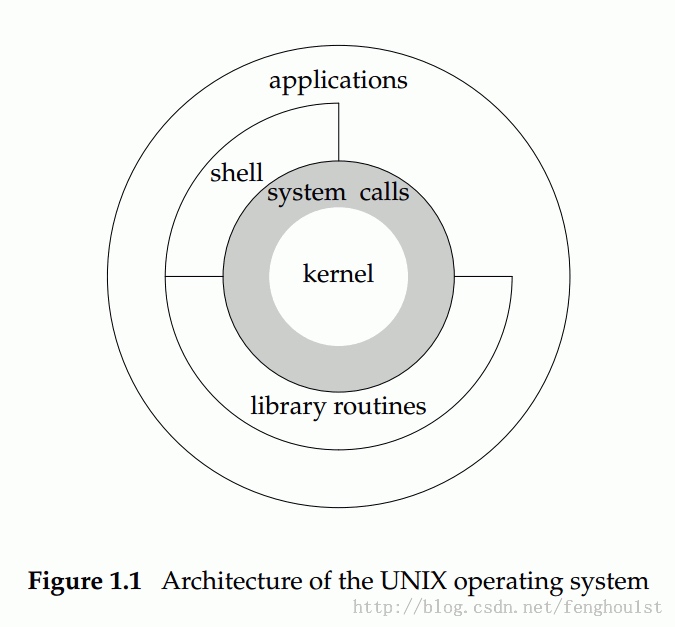 applications
shell
system calls
kernel
library routines
Figure 1.1 Architecture of the UNIX operating system
http://blog.csdn.net/fenghoulst